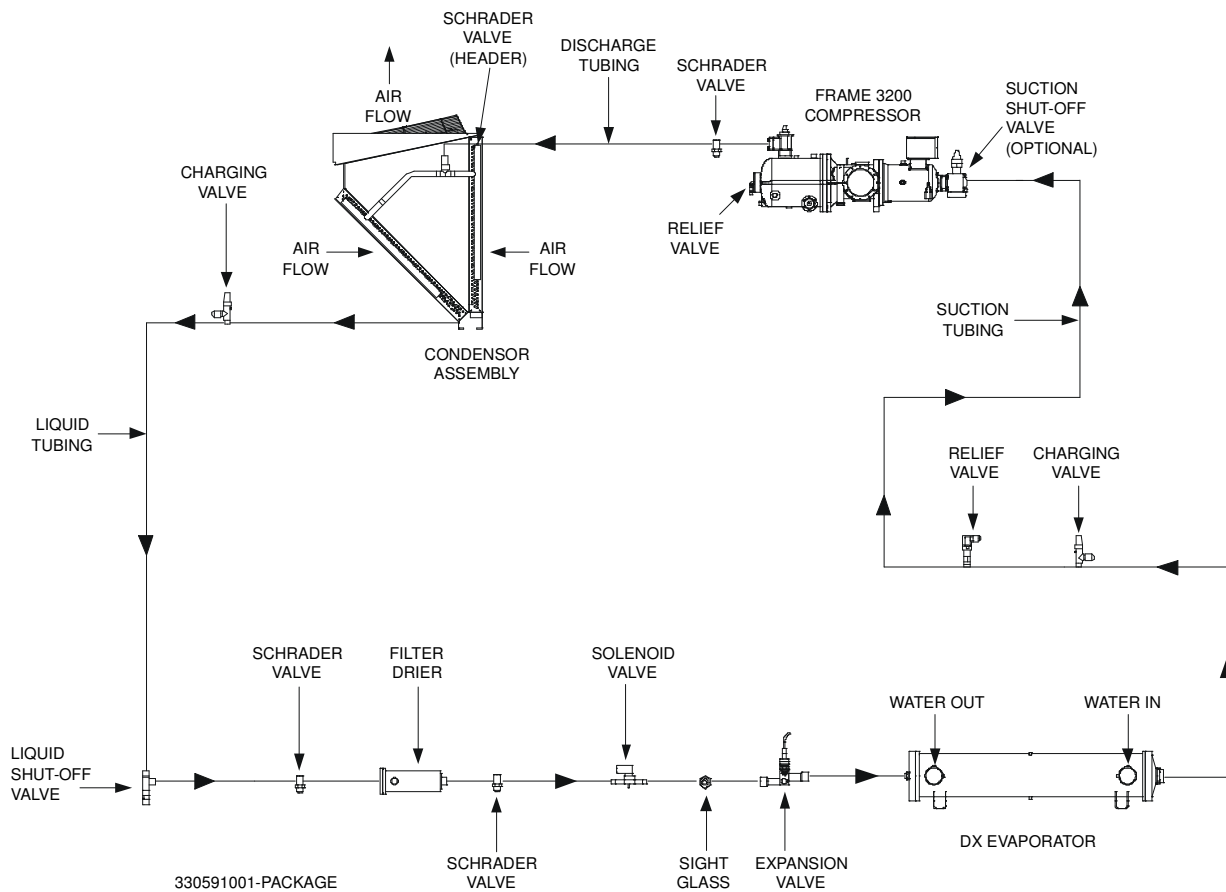 SCHRADER
VALVE
(HEADER)
DISCHARGE
TUBING
SCHRADER
VALVE
FRAME 3200
COMPRESSOR
SUCTION
SHUT-OFF
VALVE
(OPTIONAL)
AIR
FLOW
CHARGING
VALVE
RELIEF
VALVE
AIR
FLOW
AIR
FLOW
SUCTION
TUBING
CONDENSOR
ASSEMBLY
LIQUID
TUBING
RELIEF
VALVE
CHARGING
VALVE
SCHRADER
VALVE
FILTER
DRIER
SOLENOID
VALVE
WATER OUT
WATER IN
LIQUID
SHUT-OFF
VALVE
DX EVAPORATOR
SCHRADER
VALVE
SIGHT
GLASS
EXPANSION
VALVE
330591001-PACKAGE